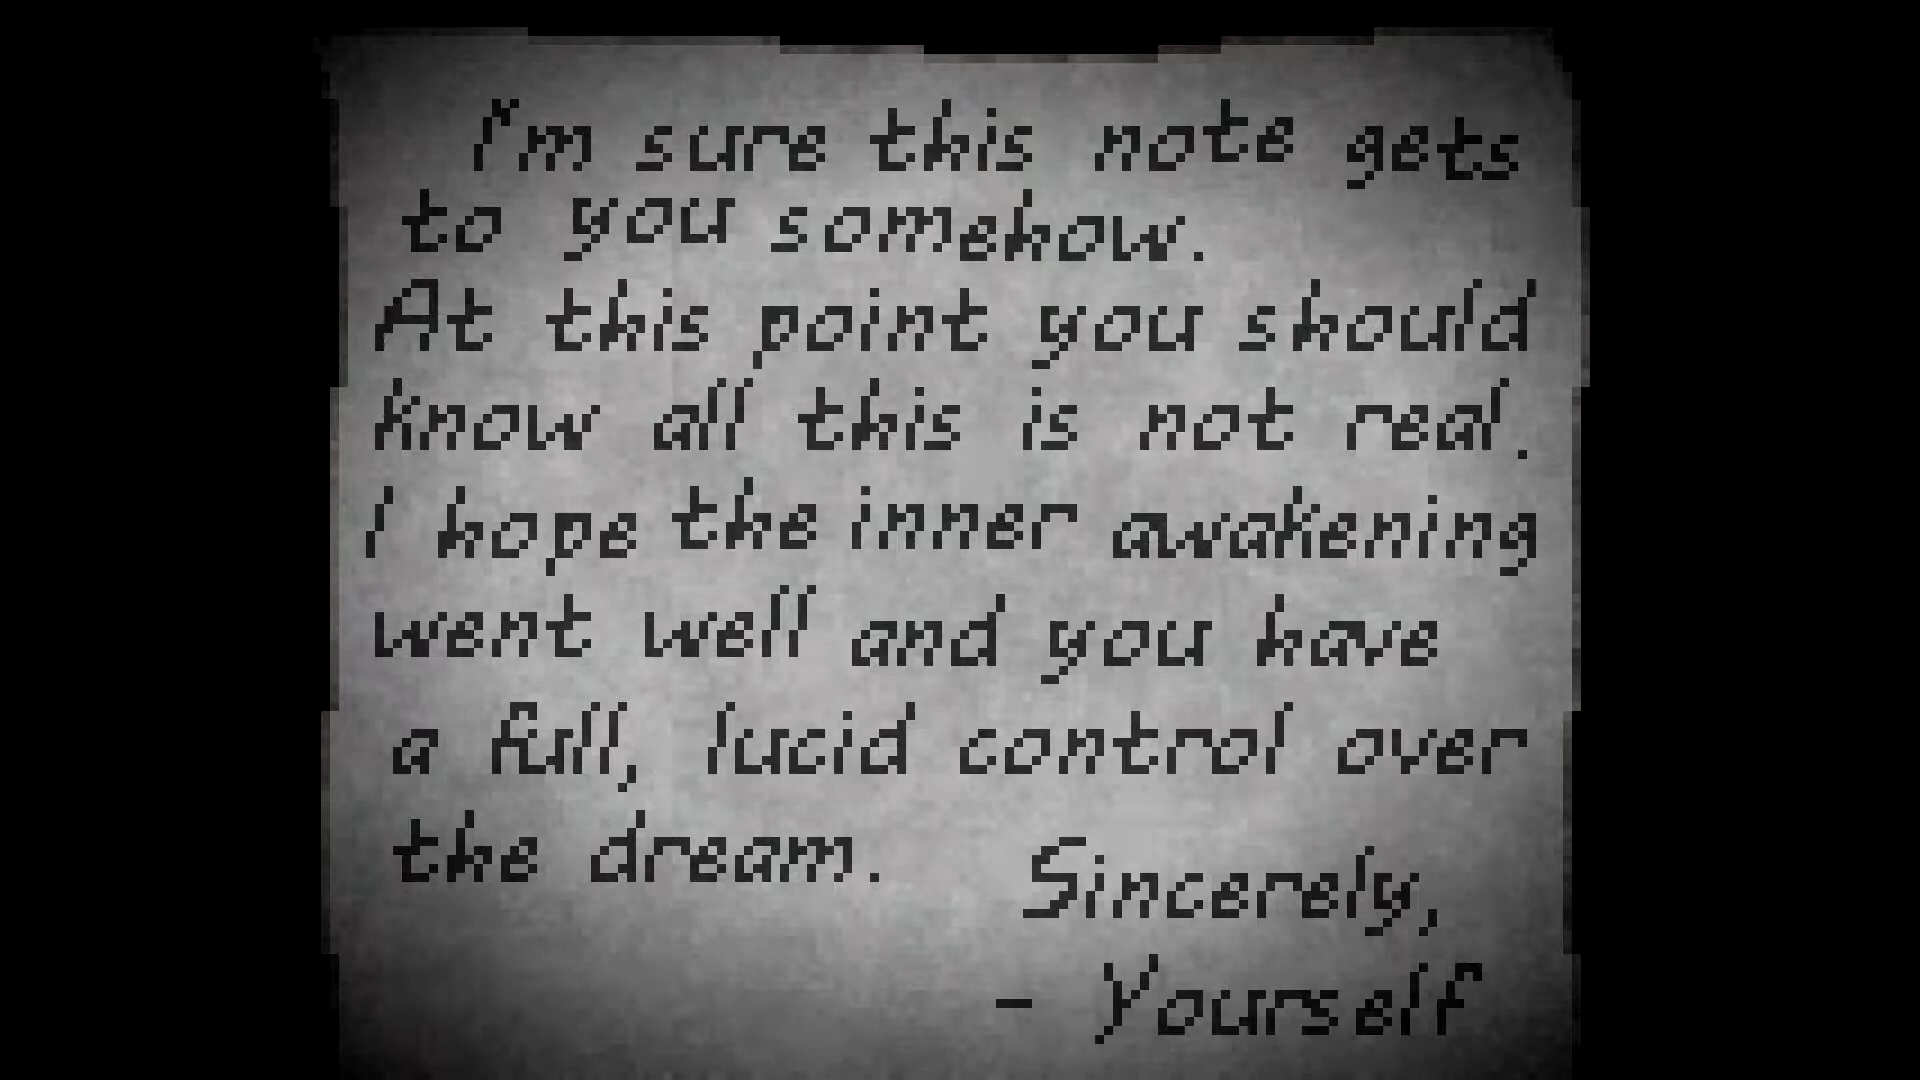 I'm sure this note gets
to you somehow.
At this point you should
know all this is not real.
I hope the inner awakening
went well and you have
a full, lucid control over
the dream.
Sincerely,
- Yourself